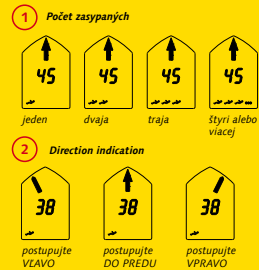 1 Počet zasypaných
45 45 45 45
jeden dvaja traja štyri alebo
viacej
2 Direction indication
38 38 38
postupujte postupujte postupujte
VĽAVO DO PREDU VPRAVO